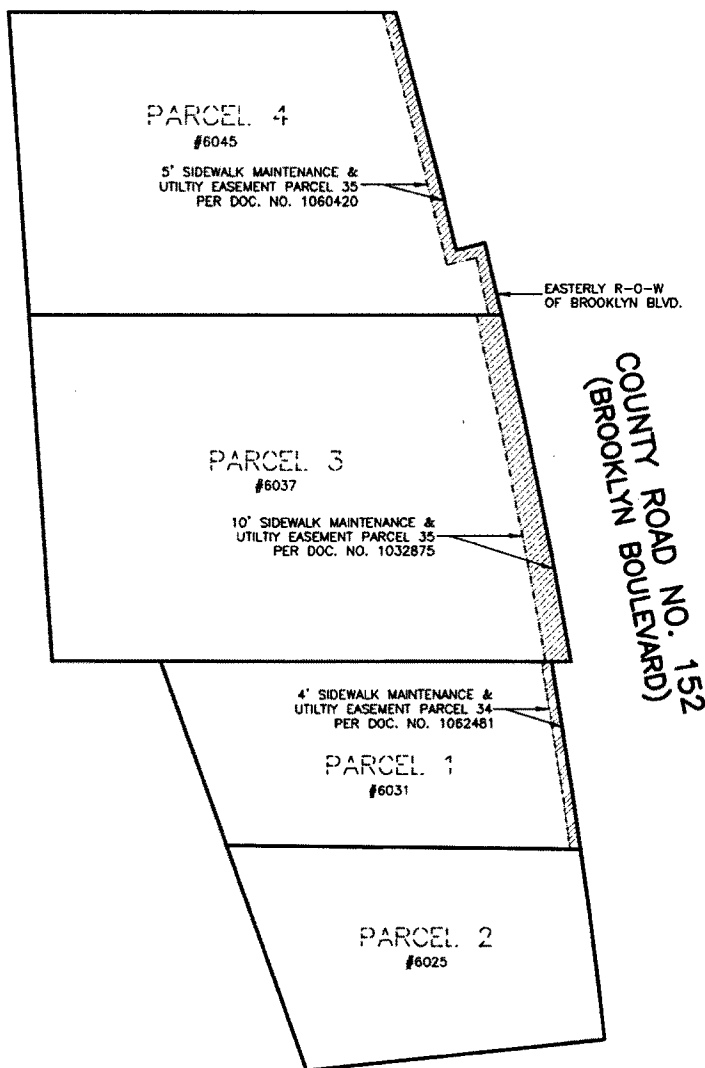 PARCEL 4
#6045
5' SIDEWALK MAINTENANCE &
UTILTIY EASEMENT PARCEL 35
PER DOC. NO. 1060420
EASTERLY R-O-W
OF BROOKLYN BLVD.
COUNTY ROAD NO. 152
(BROOKLYN BOULEVARD)
PARCEL 3
#6037
10' SIDEWALK MAINTENANCE &
UTILTIY EASEMENT PARCEL 35
PER DOC. NO. 1032875
4' SIDEWALK MAINTENANCE &
UTILTIY EASEMENT PARCEL 34
PER DOC. NO. 1062481
PARCEL 1
#6031
PARCEL 2
#6025